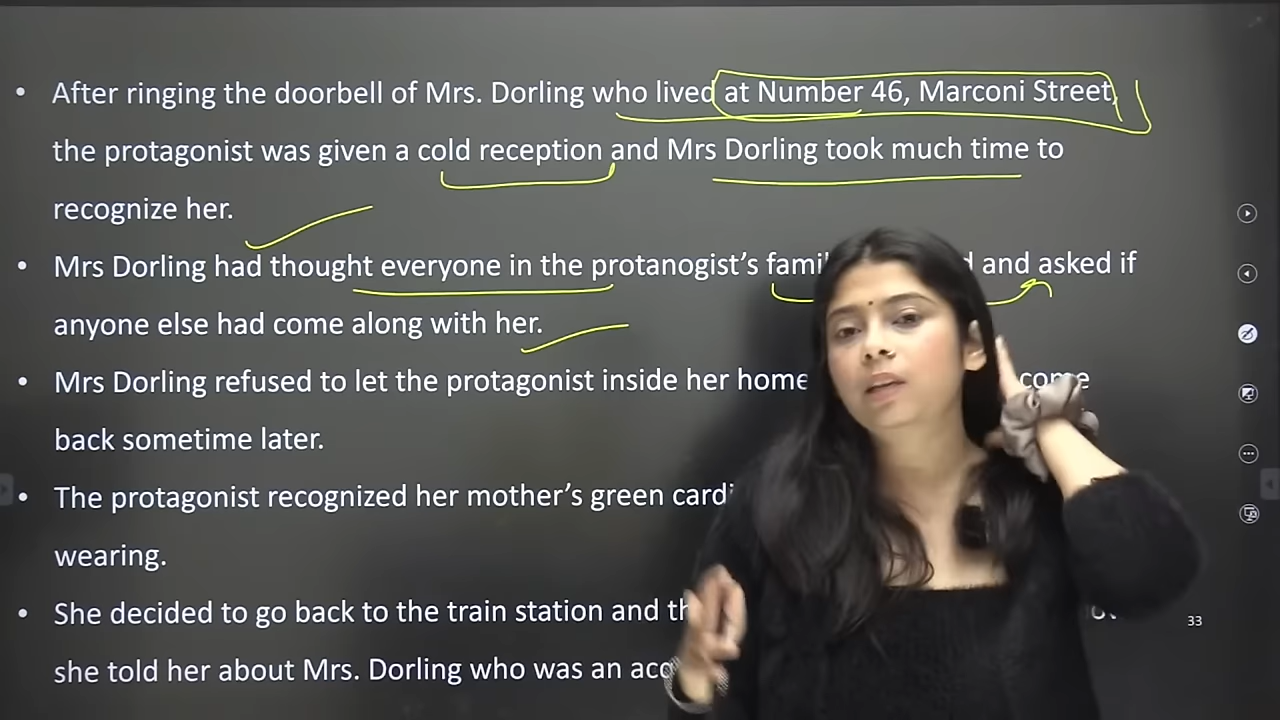 • After ringing the doorbell of Mrs. Dorling who lived at Number 46, Marconi Street,
the protagonist was given a cold reception and Mrs Dorling took much time to
recognize her.
• Mrs Dorling had thought everyone in the protanogist's and asked if
anyone else had come along with her.
• Mrs Dorling refused to let the protagonist inside her home come
back sometime later.
• The protagonist recognized her mother's green
wearing.
• She decided to go back to the train station and
she told her about Mrs. Dorling who was an
33